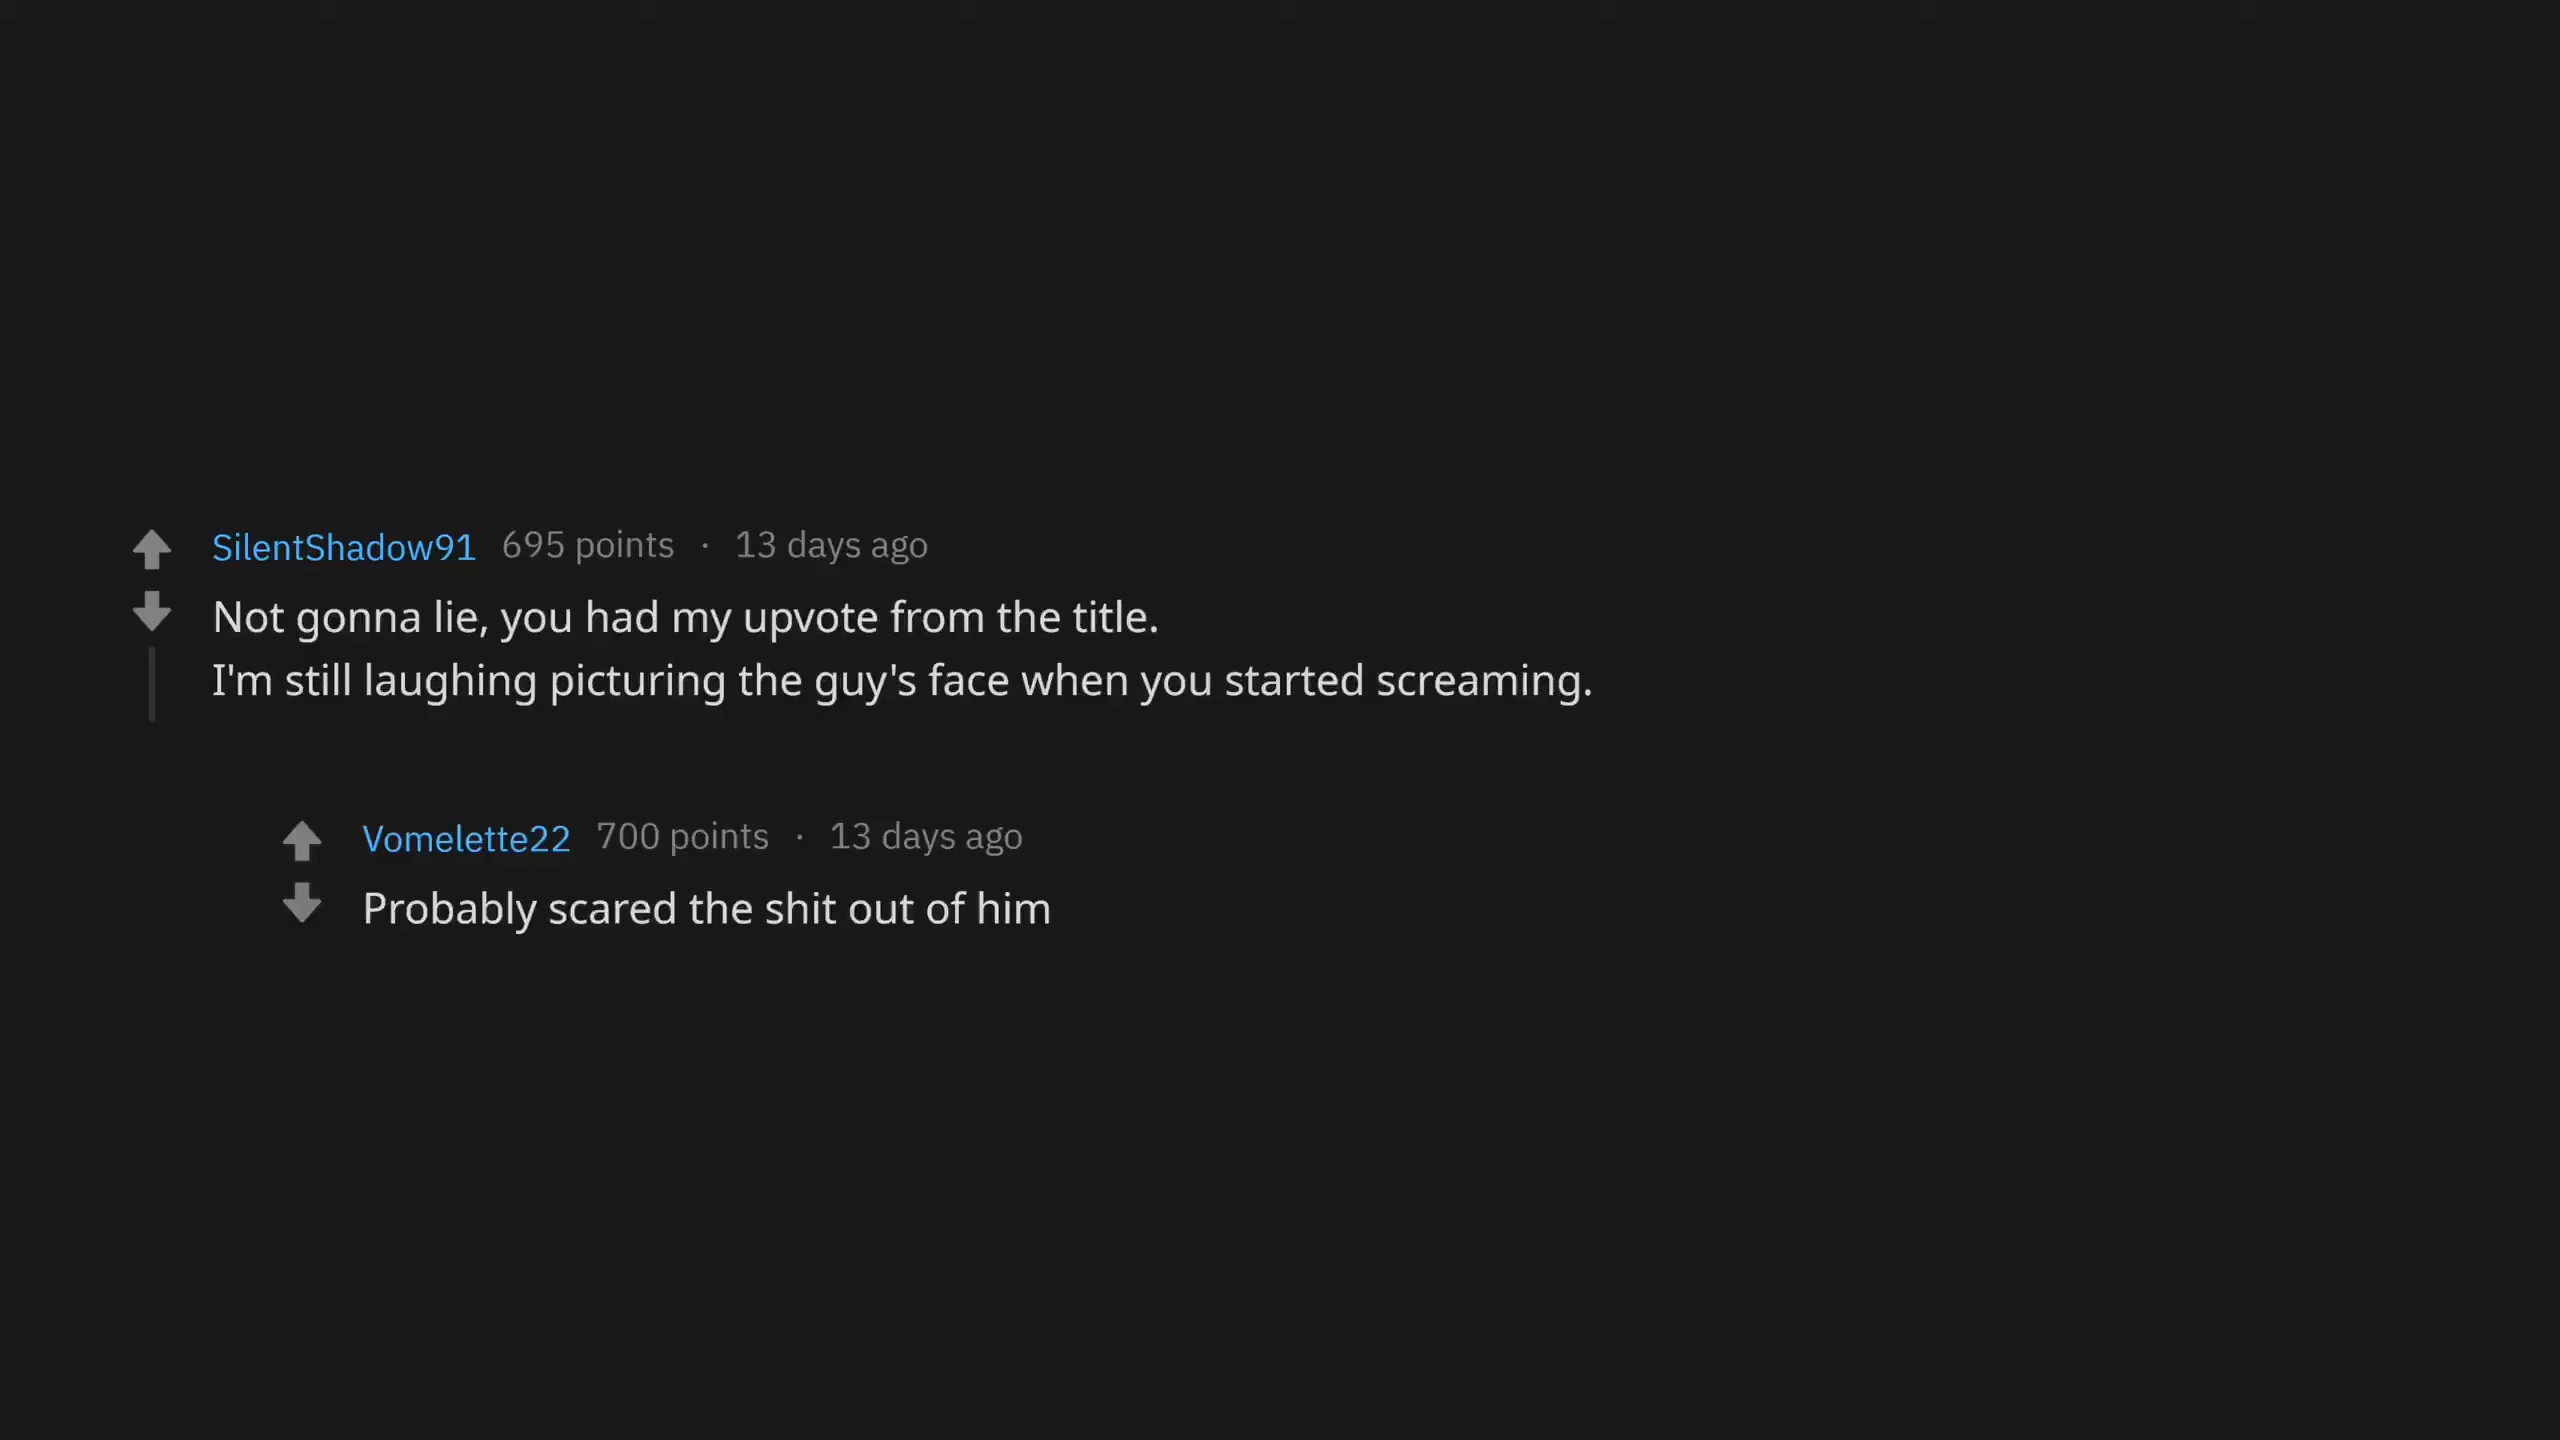 SilentShadow91 695 points · 13 days ago
Not gonna lie, you had my upvote from the title.
I'm still laughing picturing the guy's face when you started screaming.
Vomelette22 700 points · 13 days ago
Probably scared the shit out of him